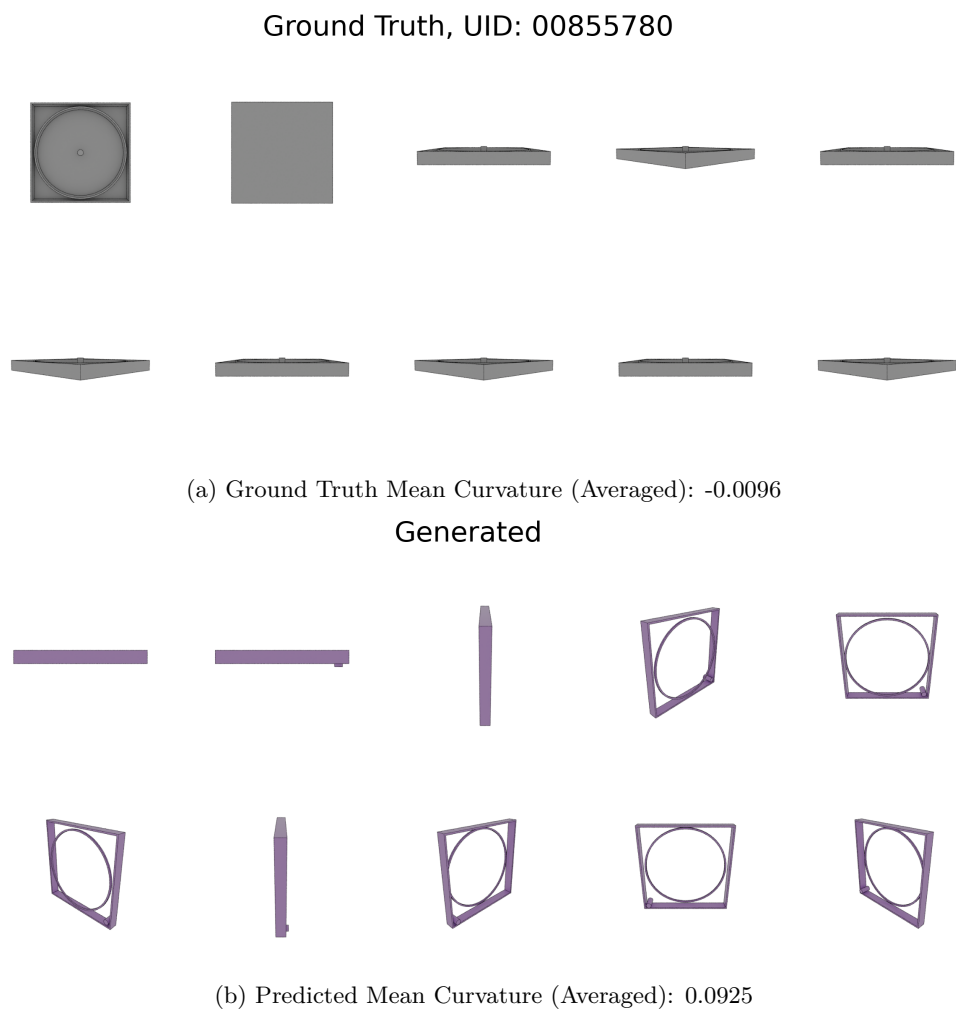 Ground Truth, UID: 00855780
(a) Ground Truth Mean Curvature (Averaged): -0.0096
Generated
(b) Predicted Mean Curvature (Averaged): 0.0925